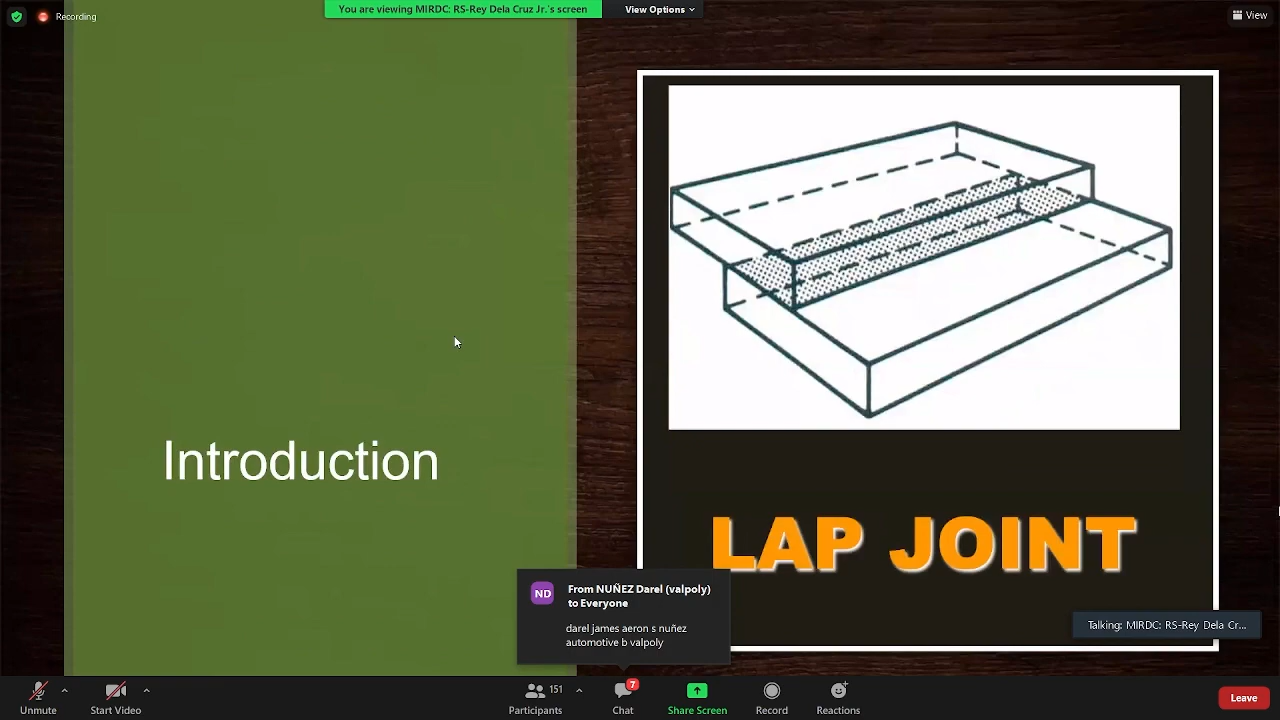 Recording
You are viewing MIRDC: RS-Rey Dela Cruz Jr.'s screen
View Options
View
Introduction
LAP JOINT
ND
From NUÑEZ Darel (valpoly)
to Everyone
darel james aeron s nuñez
automotive b valpoly
Talking: MIRDC: RS-Rey Dela Cr...
Unmute
Start Video
151
Participants
7
Chat
Share Screen
Record
Reactions
Leave